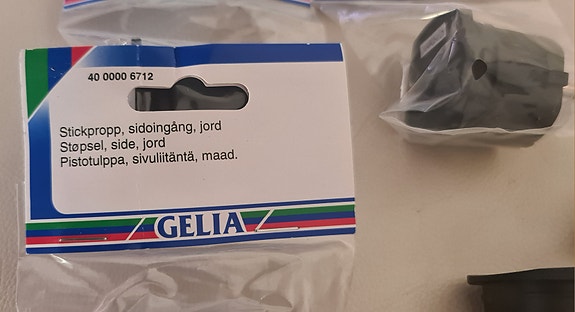 40 0000 6712
Stickpropp, sidoingång, jord
Støpsel, side, jord
Pistotulppa, sivuliitäntä, maad.
GELIA